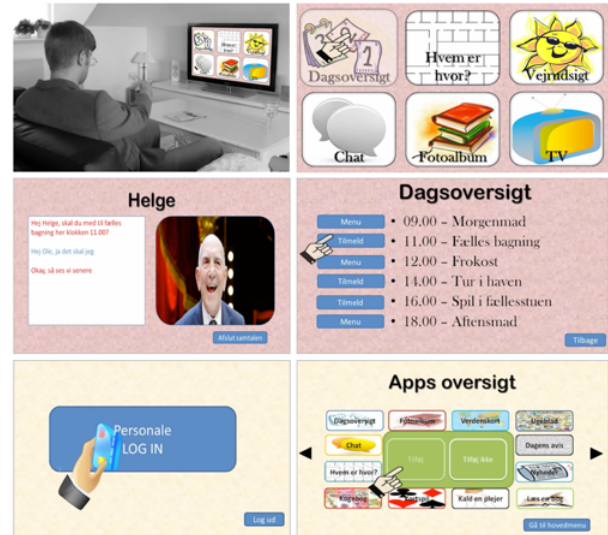 Dagsoversigt
Hvem er
hvor?
Vejrudsigt
Chat
Fotoalbum
TV
Helge
Hej Helge, skal du med til fælles
bagning her klokken 11.00?
Hej Ole, ja det skal jeg
Okay, så ses vi senere
Afslut samtalen
Dagsoversigt
Menu • 09.00 – Morgenmad
Tilmeld • 11.00 – Fælles bagning
Menu • 12.00 – Frokost
Tilmeld • 14.00 – Tur i haven
Tilmeld • 16.00 – Spil i fællesstuen
Menu • 18.00 – Aftensmad
Tilbage
Personale
LOG IN
Log ud
Apps oversigt
Dagsoversigt
Fotoalbum
Verdenskort
Ugeblad
Chat
Tilføj
Tilføj ikke
Dagens avis
Hvem er hvor?
Nyheder
Kogebog
Kortspil
Kald en plejer
Læs en bog
Gå til hovedmenu